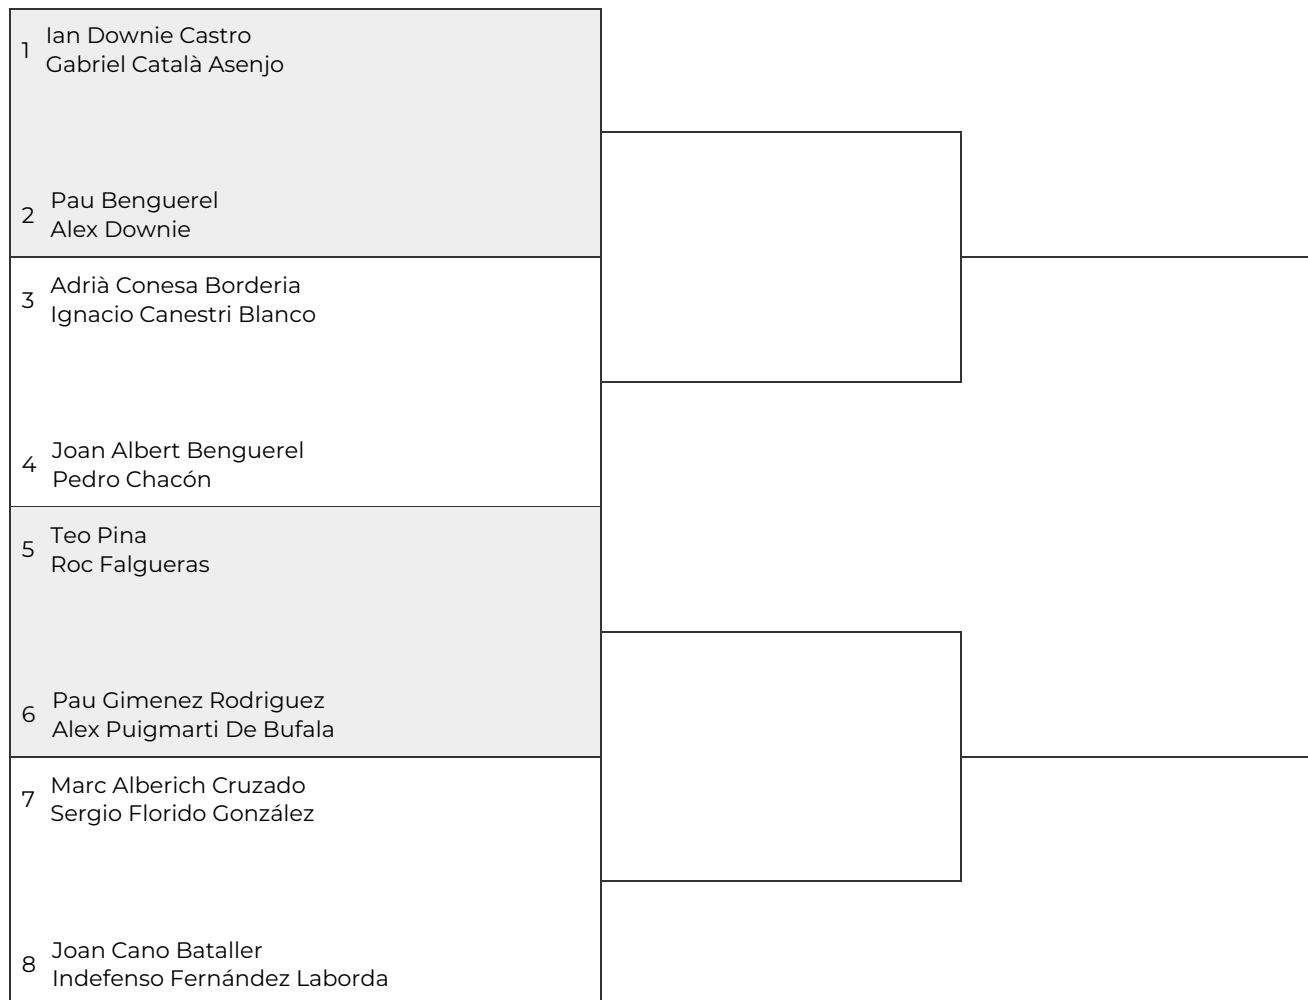 1 Ian Downie Castro
Gabriel Català Asenjo
2 Pau Benguerel
Alex Downie
3 Adrià Conesa Borderia
Ignacio Canestri Blanco
4 Joan Albert Benguerel
Pedro Chacón
5 Teo Pina
Roc Falgueras
6 Pau Gimenez Rodriguez
Alex Puigmarti De Bufala
7 Marc Alberich Cruzado
Sergio Florido González
8 Joan Cano Bataller
Indefenso Fernández Laborda